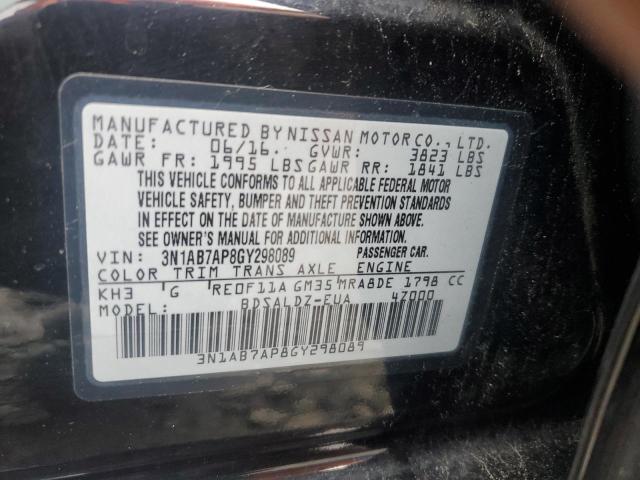 MANUFACTURED BY NISSAN MOTOR CO., LTD.
DATE: 06/16. GVWR: 3823 LBS
GAWR FR: 1995 LBS GAWR RR: 1841 LBS
THIS VEHICLE CONFORMS TO ALL APPLICABLE FEDERAL MOTOR
VEHICLE SAFETY, BUMPER AND THEFT PREVENTION STANDARDS
IN EFFECT ON THE DATE OF MANUFACTURE SHOWN ABOVE.
SEE OWNER'S MANUAL FOR ADDITIONAL INFORMATION.
VIN: 3N1AB7AP8GY298089 PASSENGER CAR.
COLOR TRIM TRANS AXLE ENGINE
KH3 G RE0F11A GM35 MRA8DE 1798 CC
MODEL: BDSALDZ-EUA 4Z000
3N1AB7AP8GY298089